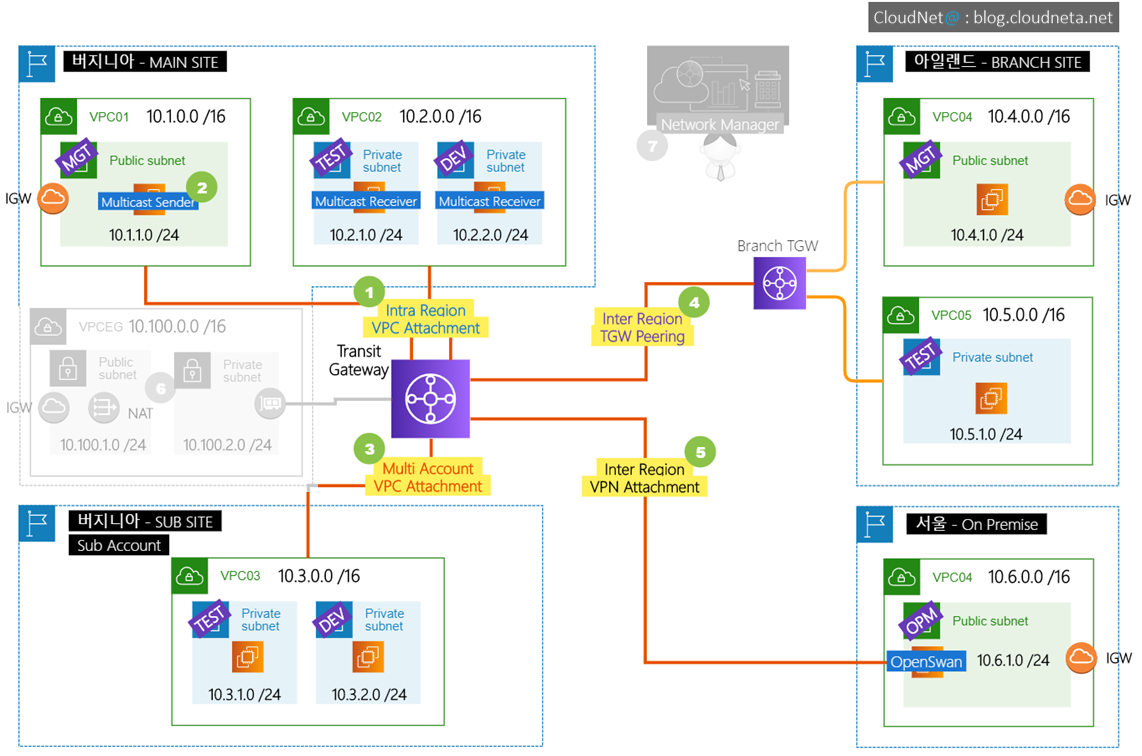 CloudNet@ : blog.cloudneta.net
버지니아 - MAIN SITE
VPC01 10.1.0.0 /16
MGT
Public subnet
2
Multicast Sender
IGW
10.1.1.0 /24
VPC02 10.2.0.0 /16
TEST
Private
subnet
Multicast Receiver
10.2.1.0 /24
DEV
Private
subnet
Multicast Receiver
10.2.2.0 /24
Network Manager
7
아일랜드 - BRANCH SITE
VPC04 10.4.0.0 /16
MGT
Public subnet
IGW
10.4.1.0 /24
Branch TGW
VPC05 10.5.0.0 /16
TEST
Private subnet
10.5.1.0 /24
1
Intra Region
VPC Attachment
4
Inter Region
TGW Peering
Transit
Gateway
VPCEG 10.100.0.0 /16
Public
subnet
6
Private
subnet
IGW
NAT
10.100.1.0 /24
10.100.2.0 /24
3
Multi Account
VPC Attachment
5
Inter Region
VPN Attachment
버지니아 - SUB SITE
Sub Account
VPC03 10.3.0.0 /16
TEST
Private
subnet
10.3.1.0 /24
DEV
Private
subnet
10.3.2.0 /24
서울 - On Premise
VPC04 10.6.0.0 /16
OPM
Public subnet
OpenSwan
10.6.1.0 /24
IGW